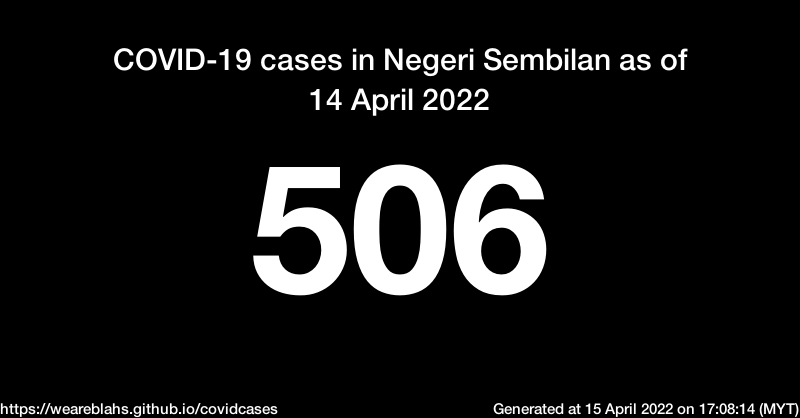 COVID-19 cases in Negeri Sembilan as of
14 April 2022
506
https://weareblahs.github.io/covidcases
Generated at 15 April 2022 on 17:08:14 (MYT)